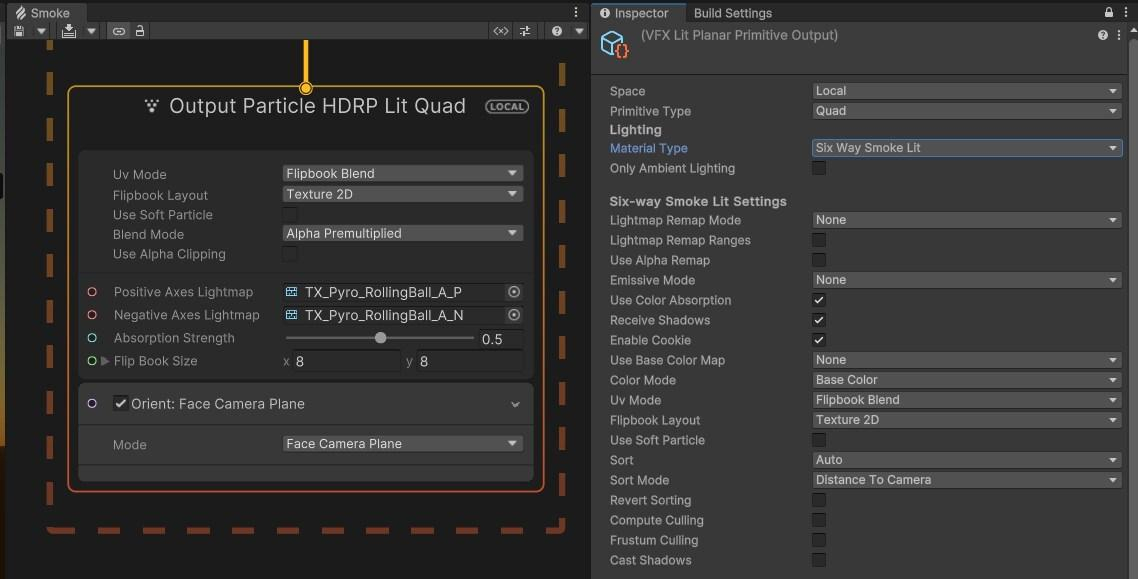 Smoke
Output Particle HDRP Lit Quad LOCAL
Uv Mode Flipbook Blend
Flipbook Layout Texture 2D
Use Soft Particle
Blend Mode Alpha Premultiplied
Use Alpha Clipping
Positive Axes Lightmap TX_Pyro_RollingBall_A_P
Negative Axes Lightmap TX_Pyro_RollingBall_A_N
Absorption Strength 0.5
Flip Book Size x 8 y 8
Orient: Face Camera Plane
Mode Face Camera Plane
Inspector Build Settings
(VFX Lit Planar Primitive Output)
Space Local
Primitive Type Quad
Lighting
Material Type Six Way Smoke Lit
Only Ambient Lighting
Six-way Smoke Lit Settings
Lightmap Remap Mode None
Lightmap Remap Ranges
Use Alpha Remap
Emissive Mode None
Use Color Absorption
Receive Shadows
Enable Cookie
Use Base Color Map None
Color Mode Base Color
Uv Mode Flipbook Blend
Flipbook Layout Texture 2D
Use Soft Particle
Sort Auto
Sort Mode Distance To Camera
Revert Sorting
Compute Culling
Frustum Culling
Cast Shadows